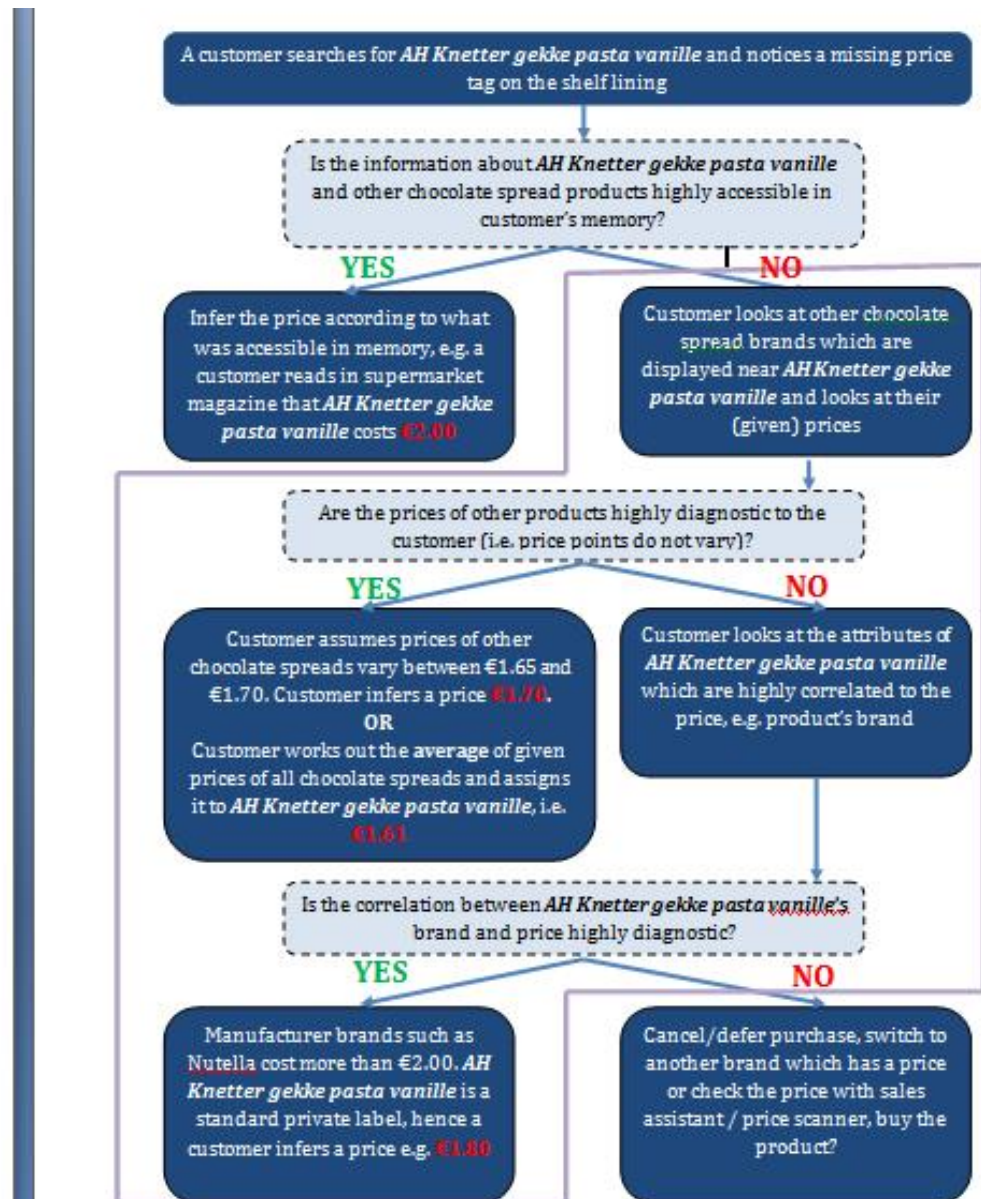 A customer searches for AH Knetter gekke pasta vanille and notices a missing price
tag on the shelf lining
Is the information about AH Knetter gekke pasta vanille
and other chocolate spread products highly accessible in
customer's memory?
YES
NO
Infer the price according to what
was accessible in memory, e.g. a
customer reads in supermarket
magazine that AH Knetter gekke
pasta vanille costs €2.00
Customer looks at other chocolate
spread brands which are
displayed near AH Knetter gekke
pasta vanille and looks at their
(given) prices
Are the prices of other products highly diagnostic to the
customer (i.e. price points do not vary)?
YES
NO
Customer assumes prices of other
chocolate spreads vary between €1.65 and
€1.70. Customer infers a price €1.70.
OR
Customer works out the average of given
prices of all chocolate spreads and assigns
it to AH Knetter gekke pasta vanille, i.e.
€1.61
Customer looks at the attributes of
AH Knetter gekke pasta vanille
which are highly correlated to the
price, e.g. product's brand
Is the correlation between AH Knetter gekke pasta vanille's
brand and price highly diagnostic?
YES
NO
Manufacturer brands such as
Nutella cost more than €2.00. AH
Knetter gekke pasta vanille is a
standard private label, hence a
customer infers a price e.g. €1.80
Cancel/defer purchase, switch to
another brand which has a price
or check the price with sales
assistant / price scanner, buy the
product?